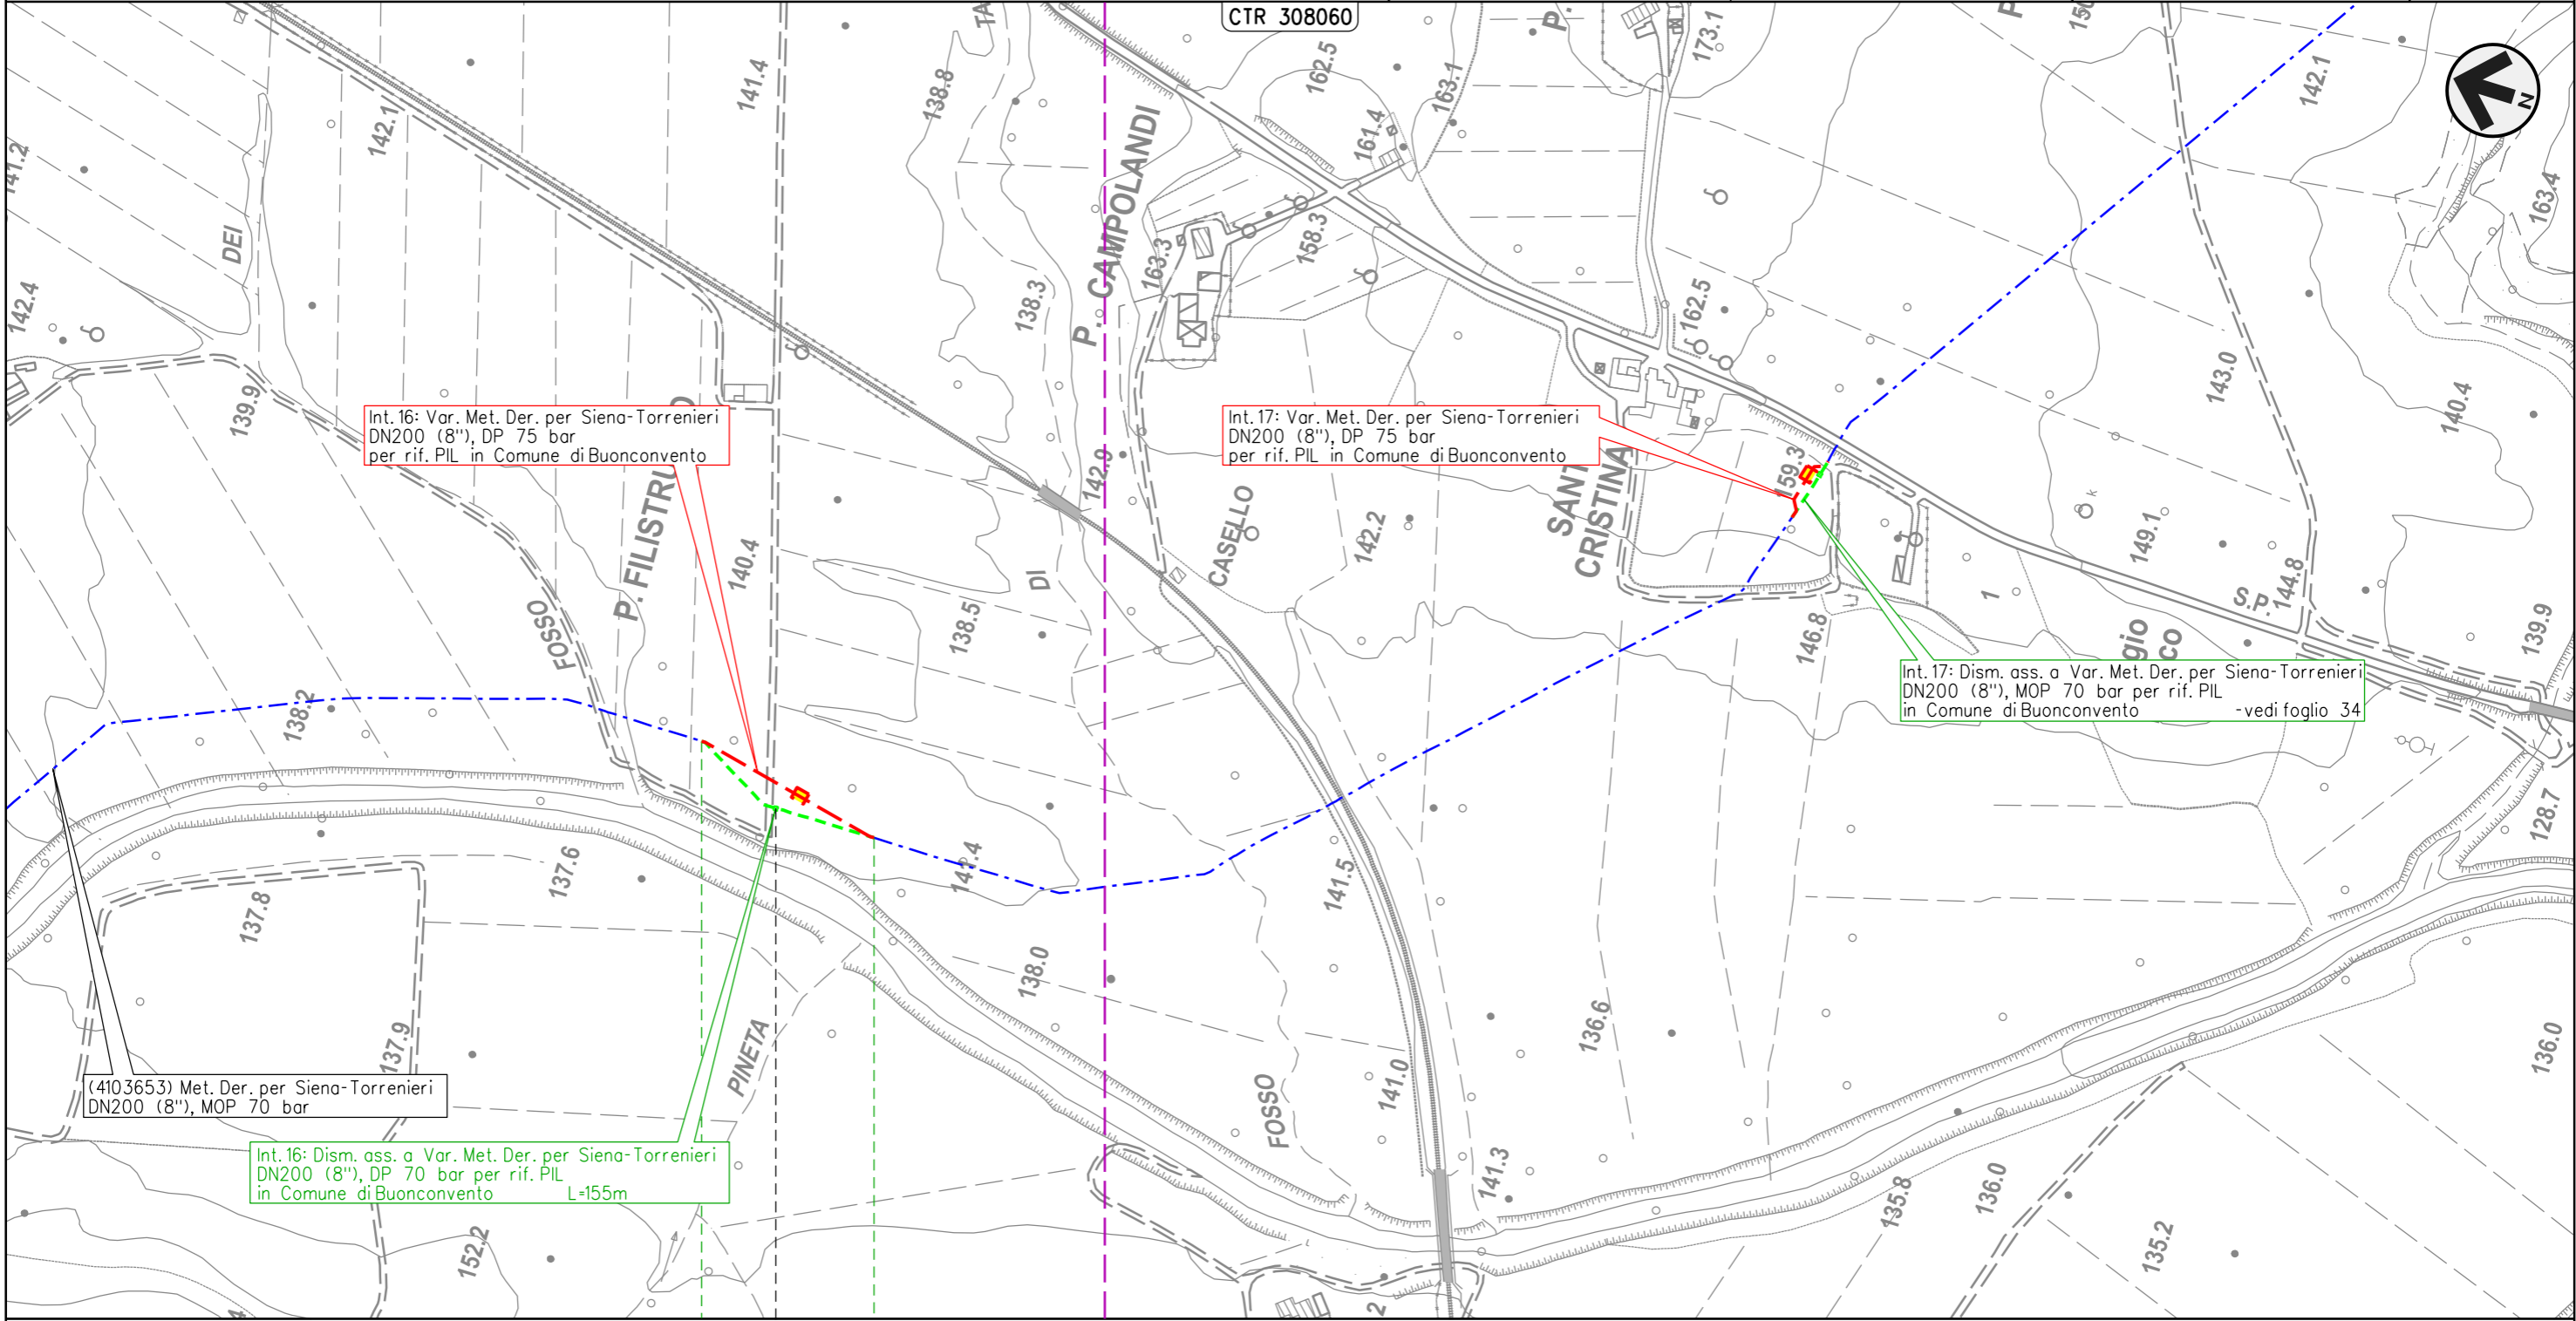 CTR 308060
N
TA
P.
P
150
173.1
162.5
163.1
142.1
141.4
138.8
142.1
161.4
163.4
141.2
DEI
P. CAMPOLANDI
163.3
158.3
138.3
142.4
162.5
143.0
139.9
140.4
Int.16: Var. Met. Der. per Siena-Torrenieri
DN200 (8"), DP 75 bar
per rif. PIL in Comune di Buonconvento
Int.17: Var. Met. Der. per Siena-Torrenieri
DN200 (8"), DP 75 bar
per rif. PIL in Comune di Buonconvento
P. FILISTRU
O
142.9
159.3
SANT
CRISTINA
CASELLO
142.2
k
149.1
140.4
DI
144.8
S.P.
1
FOSSO
138.5
146.8
139.9
gio
co
Int.17: Dism. ass. a Var. Met. Der. per Siena-Torrenieri
DN200 (8"), MOP 70 bar per rif. PIL
in Comune di Buonconvento -vedi foglio 34
138.2
128.7
137.6
141.4
141.5
137.8
138.0
136.6
137.9
PINETA
141.0
136.0
(4103653) Met. Der. per Siena-Torrenieri
DN200 (8"), MOP 70 bar
FOSSO
Int.16: Dism. ass. a Var. Met. Der. per Siena-Torrenieri
DN200 (8"), DP 70 bar per rif. PIL
in Comune di Buonconvento L=155m
141.3
135.8
136.0
152.2
135.2
2